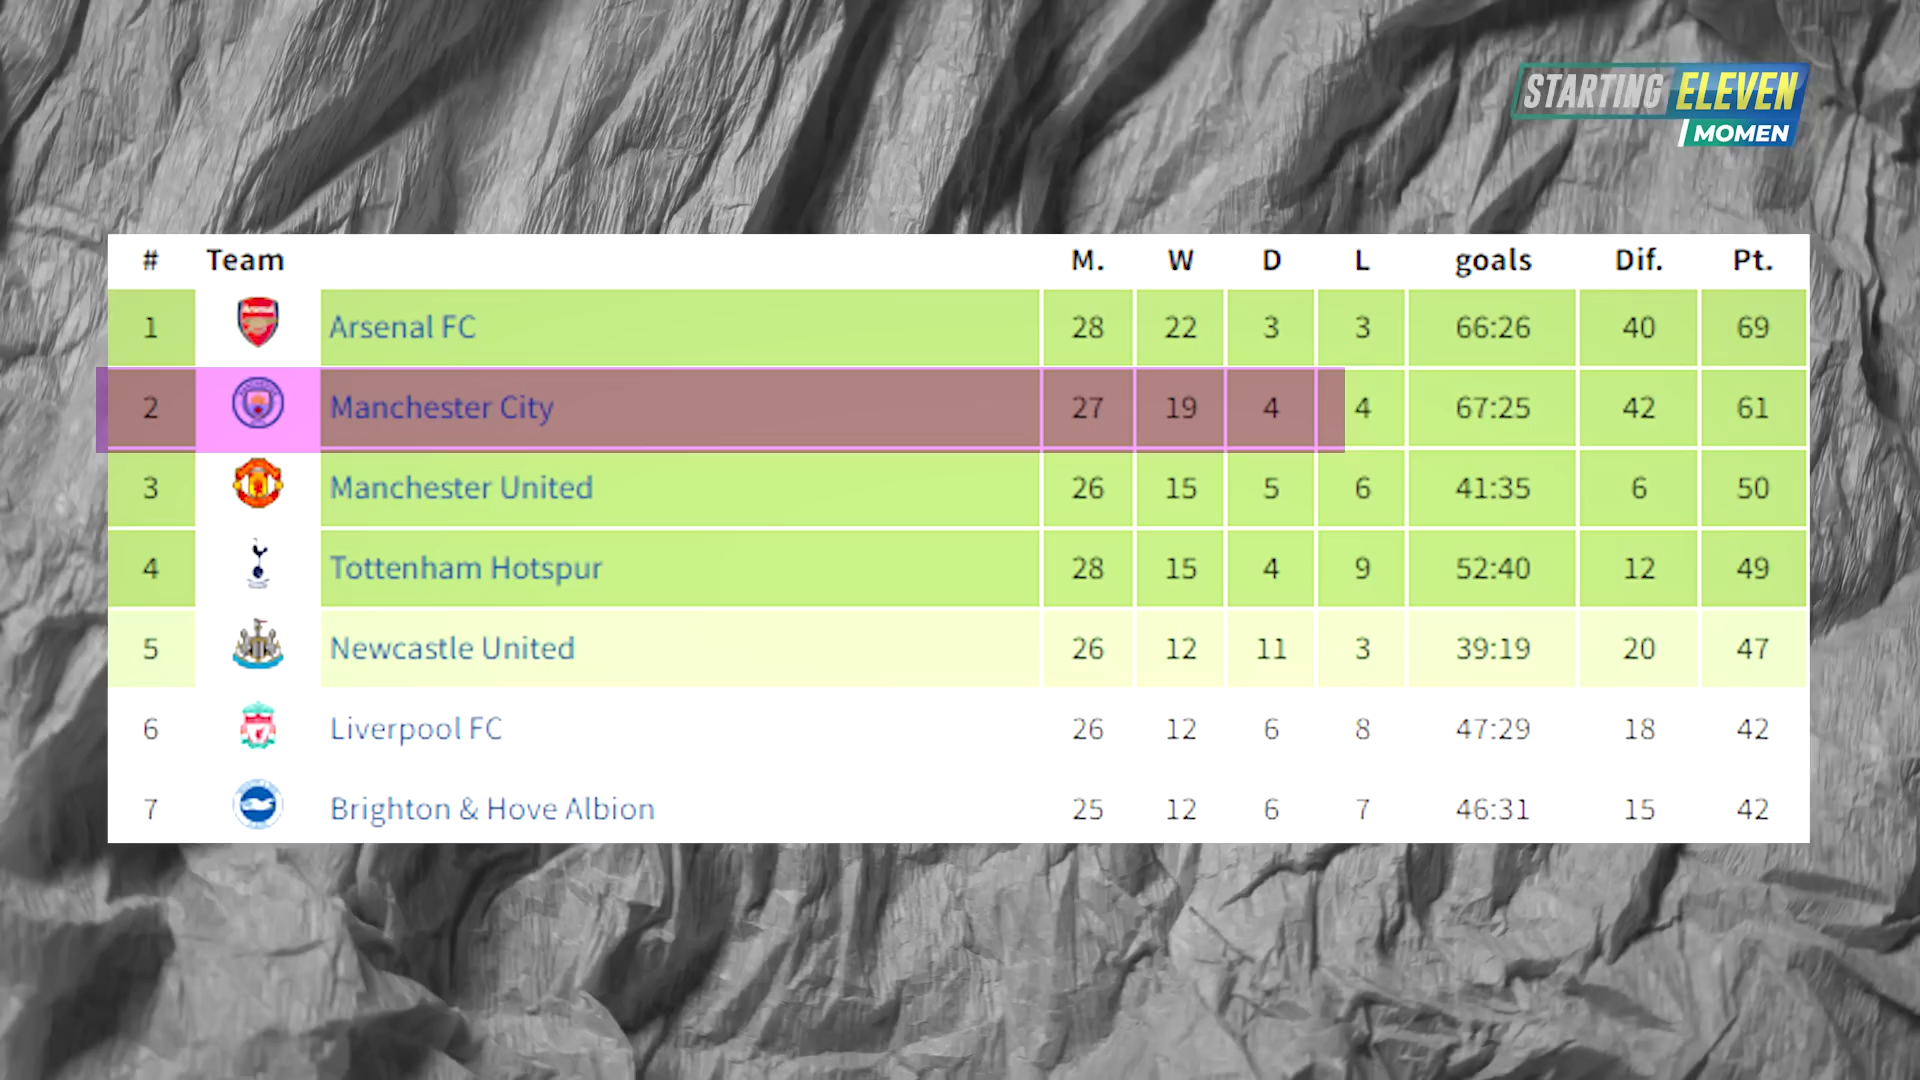 STARTING ELEVEN
MOMEN
# Team M. W D L goals Dif. Pt.
1 Arsenal FC 28 22 3 3 66:26 40 69
2 Manchester City 27 19 4 4 67:25 42 61
3 Manchester United 26 15 5 6 41:35 6 50
4 Tottenham Hotspur 28 15 4 9 52:40 12 49
5 Newcastle United 26 12 11 3 39:19 20 47
6 Liverpool FC 26 12 6 8 47:29 18 42
7 Brighton & Hove Albion 25 12 6 7 46:31 15 42